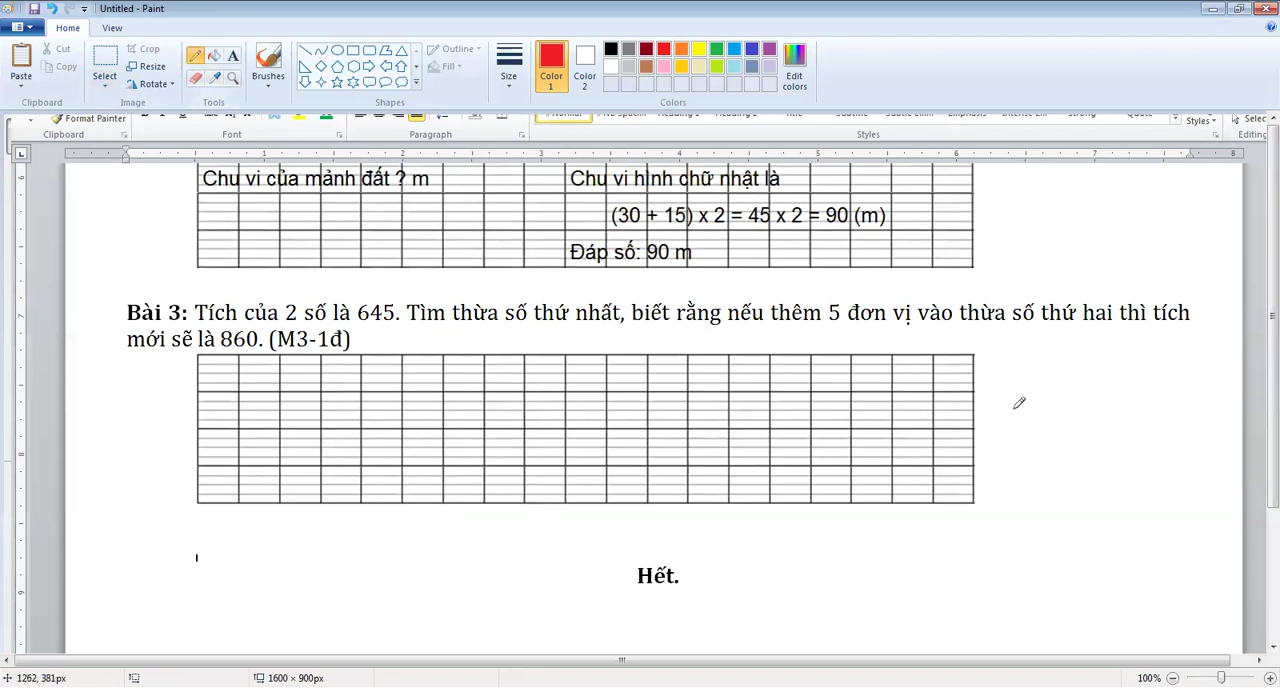 Untitled - Paint
Home View
Cut
Copy
Paste
Clipboard
Crop
Resize
Rotate
Select
Image
Tools
Brushes
Shapes
Outline
Fill
Size
Color 1
Color 2
Edit colors
Colors
Format Painter
Clipboard Font Paragraph Styles Editing
Styles
Chu vi của mảnh đất ? m
Chu vi hình chữ nhật là
(30 + 15) x 2 = 45 x 2 = 90 (m)
Đáp số: 90 m
Bài 3: Tích của 2 số là 645. Tìm thừa số thứ nhất, biết rằng nếu thêm 5 đơn vị vào thừa số thứ hai thì tích
mới sẽ là 860. (M3-1đ)
Hết.
1262, 381px
1600 × 900px
100%